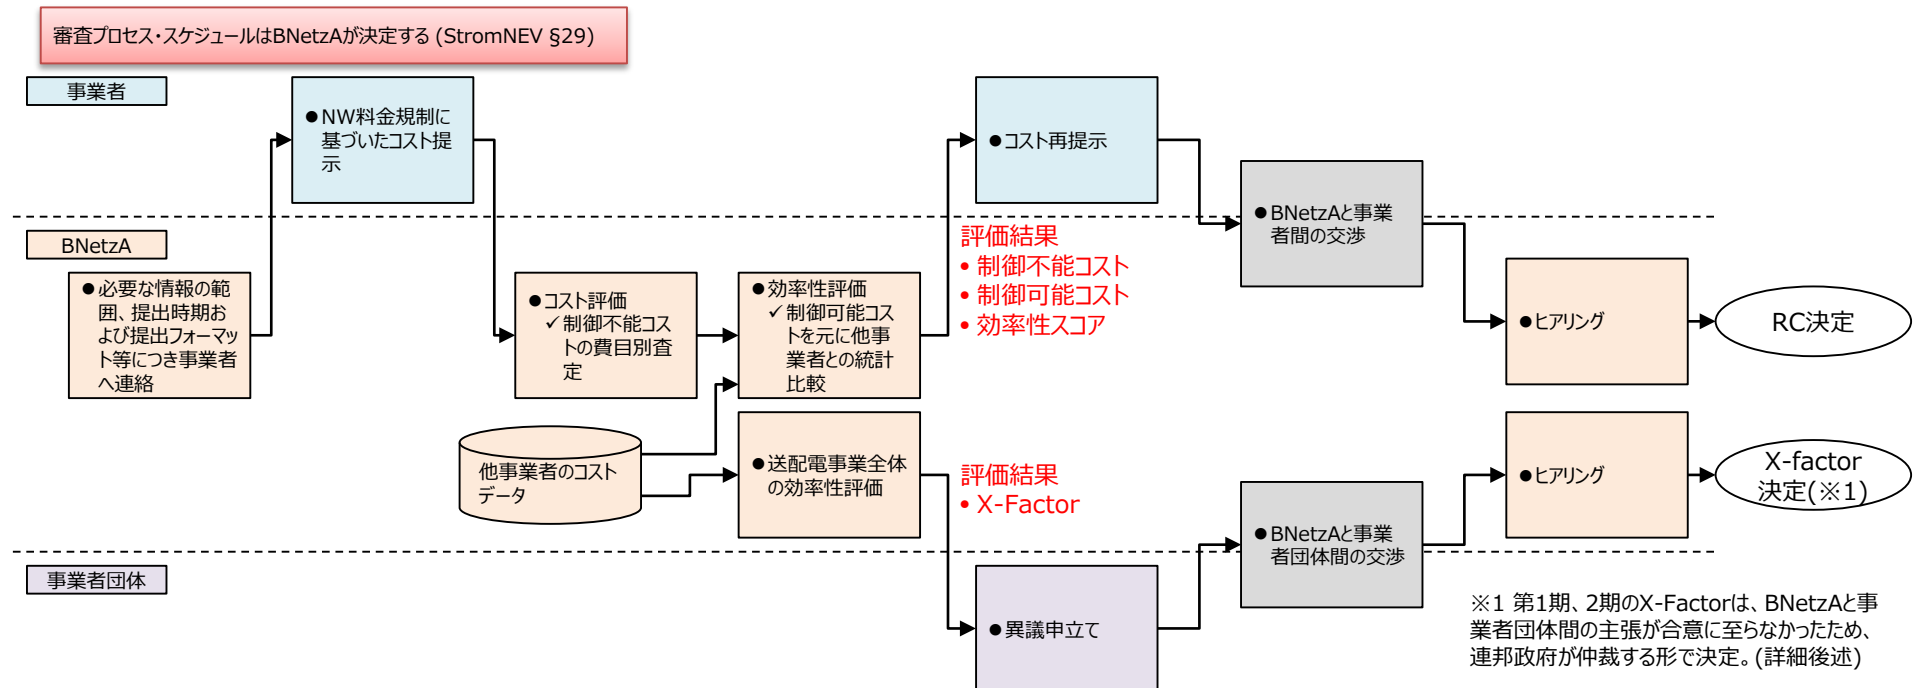 審査プロセス・スケジュールはBNetzAが決定する (StromNEV §29)
事業者
●NW料金規制に
基づいたコスト提
示
●コスト再提示
●BNetzAと事業
者間の交渉
BNetzA
●必要な情報の範
囲、提出時期お
よび提出フォーマッ
ト等につき事業者
へ連絡
●コスト評価
✓制御不能コス
トの費目別査
定
●効率性評価
✓制御可能コス
トを元に他事
業者との統計
比較
評価結果
• 制御不能コスト
• 制御可能コスト
• 効率性スコア
●ヒアリング
RC決定
他事業者のコスト
データ
●送配電事業全体
の効率性評価
評価結果
• X-Factor
●BNetzAと事業
者団体間の交渉
●ヒアリング
X-factor
決定(※1)
事業者団体
●異議申立て
※1 第1期、2期のX-Factorは、BNetzAと事
業者団体間の主張が合意に至らなかったため、
連邦政府が仲裁する形で決定。(詳細後述)